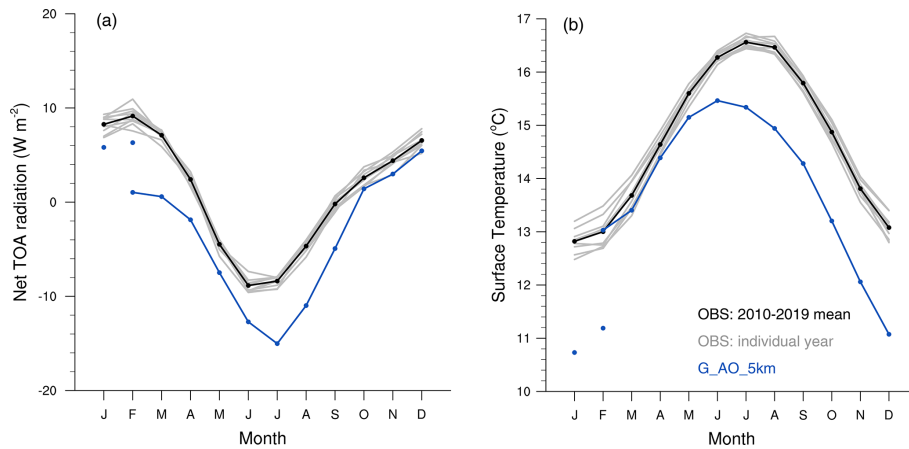 (a)
Net TOA radiation (W m-2)
20
10
0
-10
-20
J F M A M J J A S O N D
Month
(b)
Surface Temperature (oC)
17
16
15
14
13
12
11
10
OBS: 2010-2019 mean
OBS: individual year
G_AO_5km
J F M A M J J A S O N D
Month